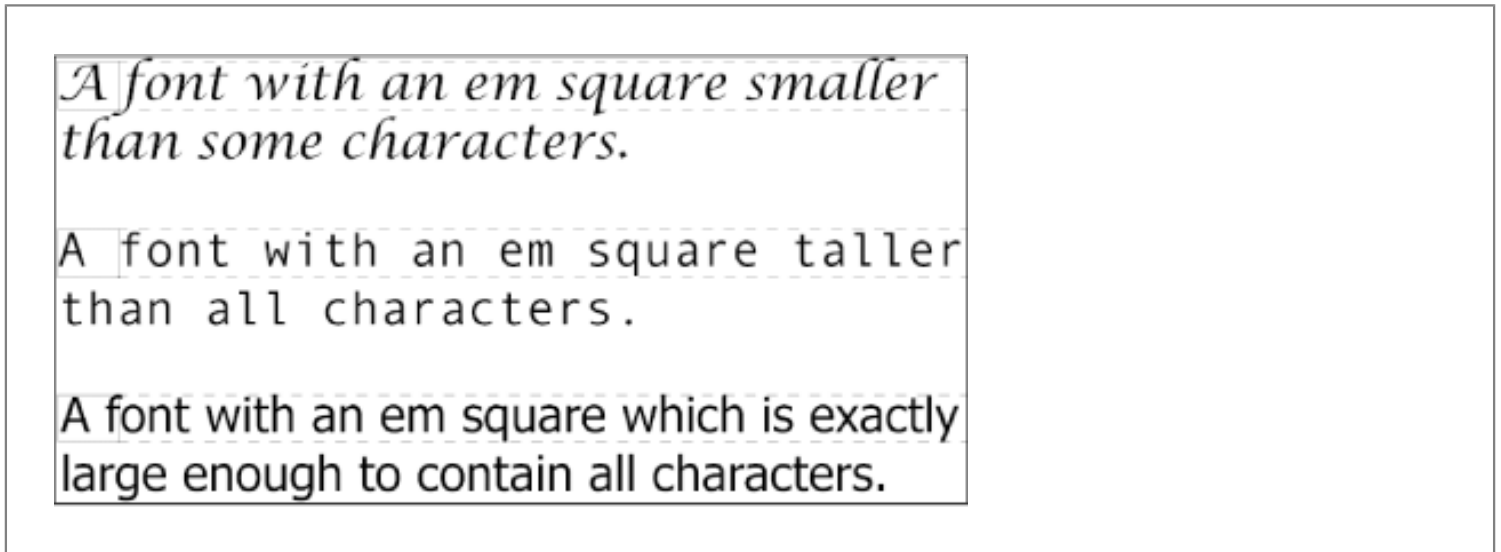 A font with an em square smaller
than some characters.
A font with an em square taller
than all characters.
A font with an em square which is exactly
large enough to contain all characters.